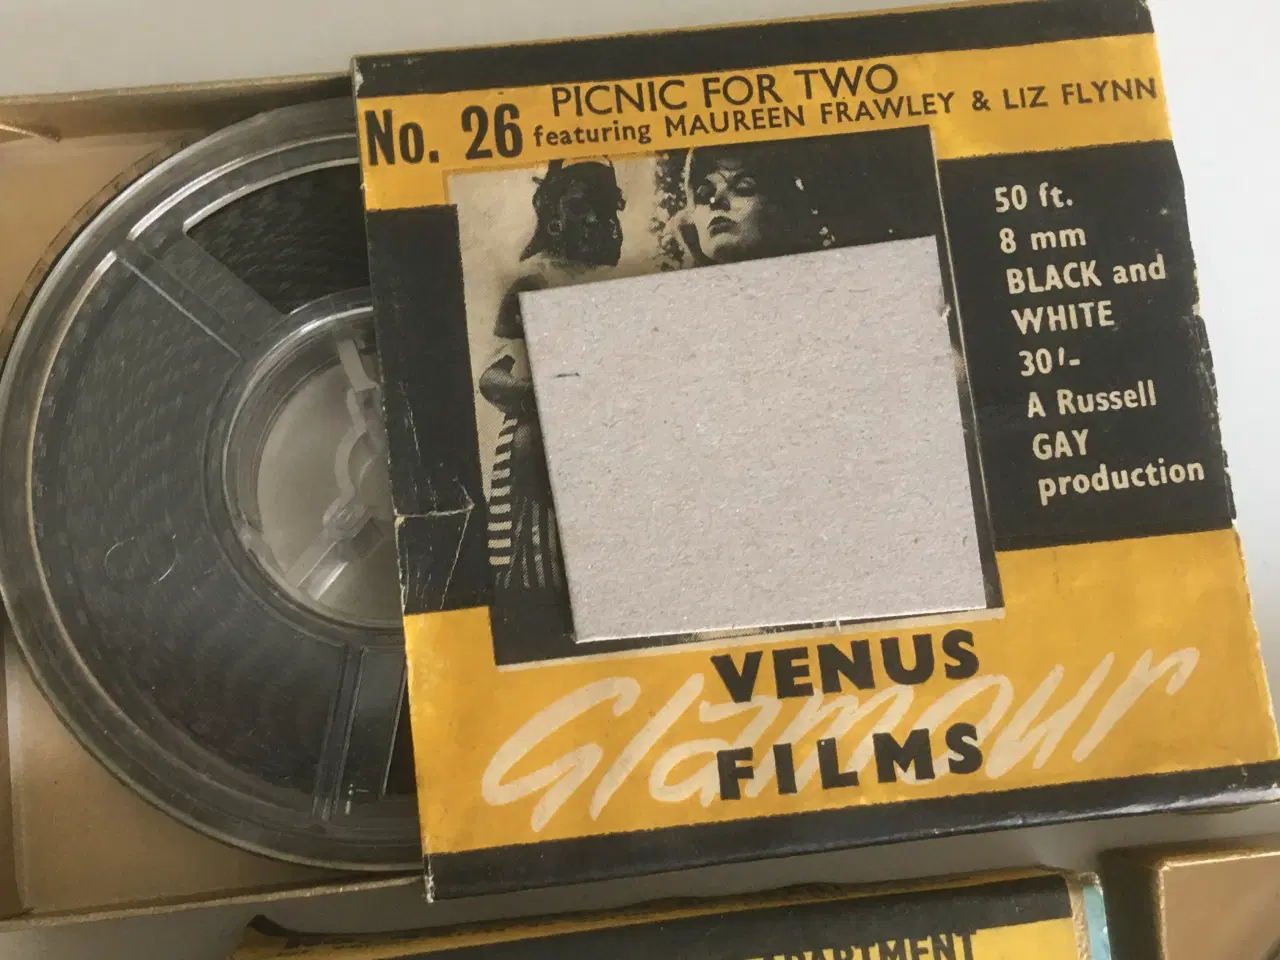 PICNIC FOR TWO
No. 26 featuring MAUREEN FRAWLEY & LIZ FLYNN
50 ft.
8 mm
BLACK and
WHITE
30/-
A Russell
GAY
production
VENUS
Glamour
FILMS